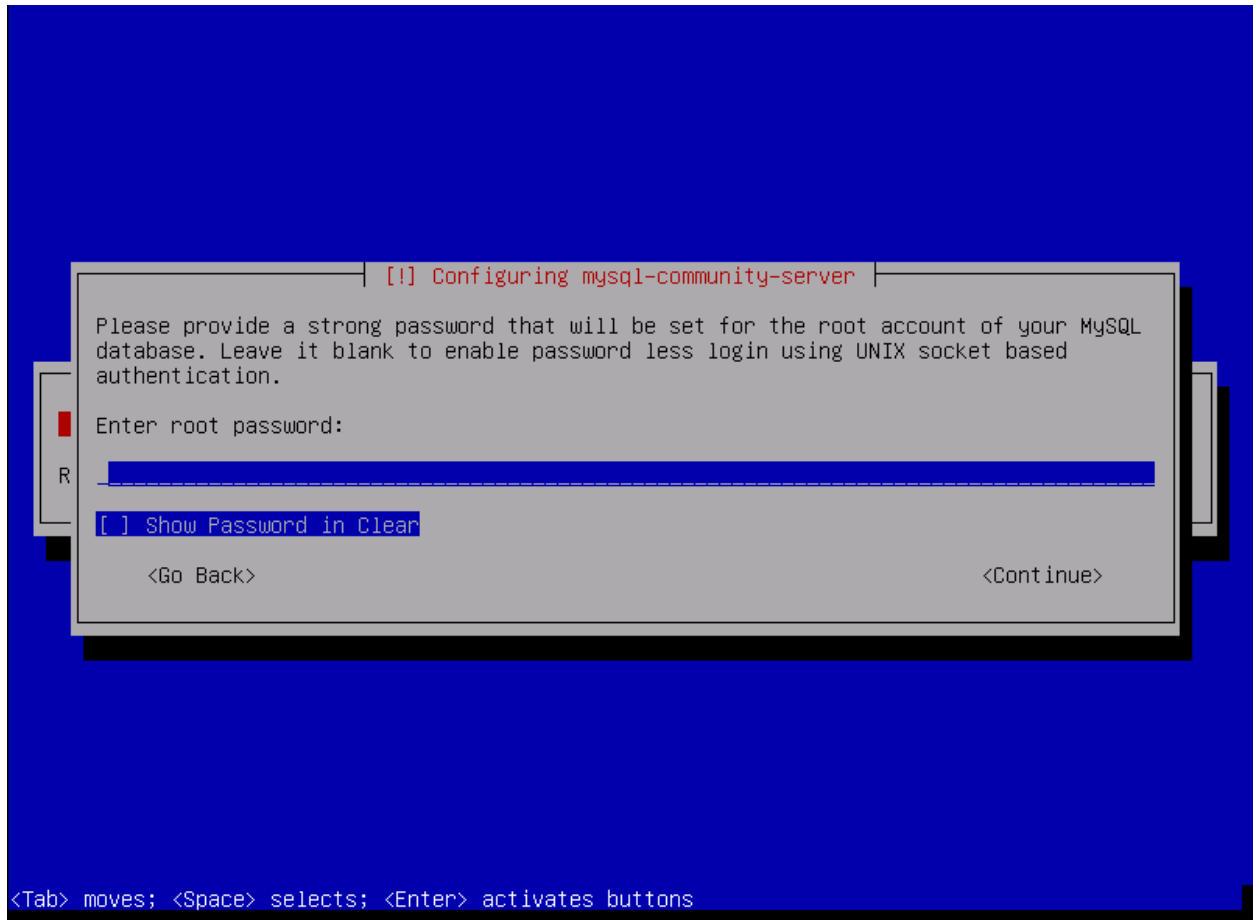 [!] Configuring mysql-community-server
Please provide a strong password that will be set for the root account of your MySQL
database. Leave it blank to enable password less login using UNIX socket based
authentication.
Enter root password:
R
[ ] Show Password in Clear
<Go Back> <Continue>
<Tab> moves; <Space> selects; <Enter> activates buttons